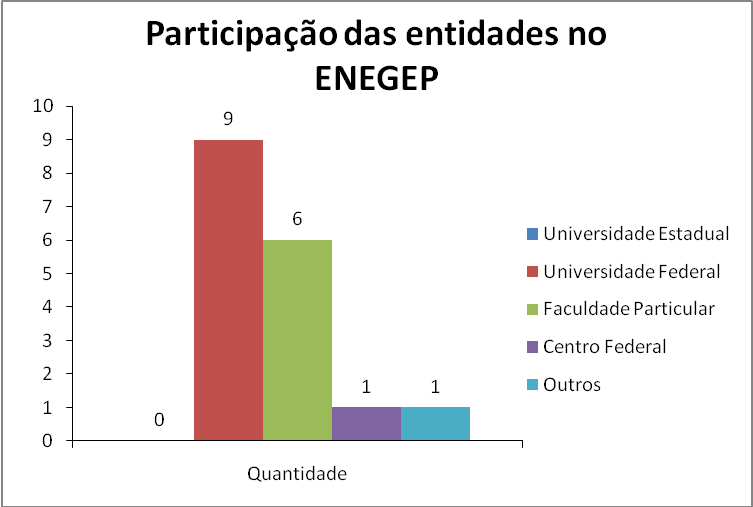 Participação das entidades no
ENEGEP
10
9
8
7
6
5
4
3
2
1
0
0
9
6
1
1
Quantidade
Universidade Estadual
Universidade Federal
Faculdade Particular
Centro Federal
Outros